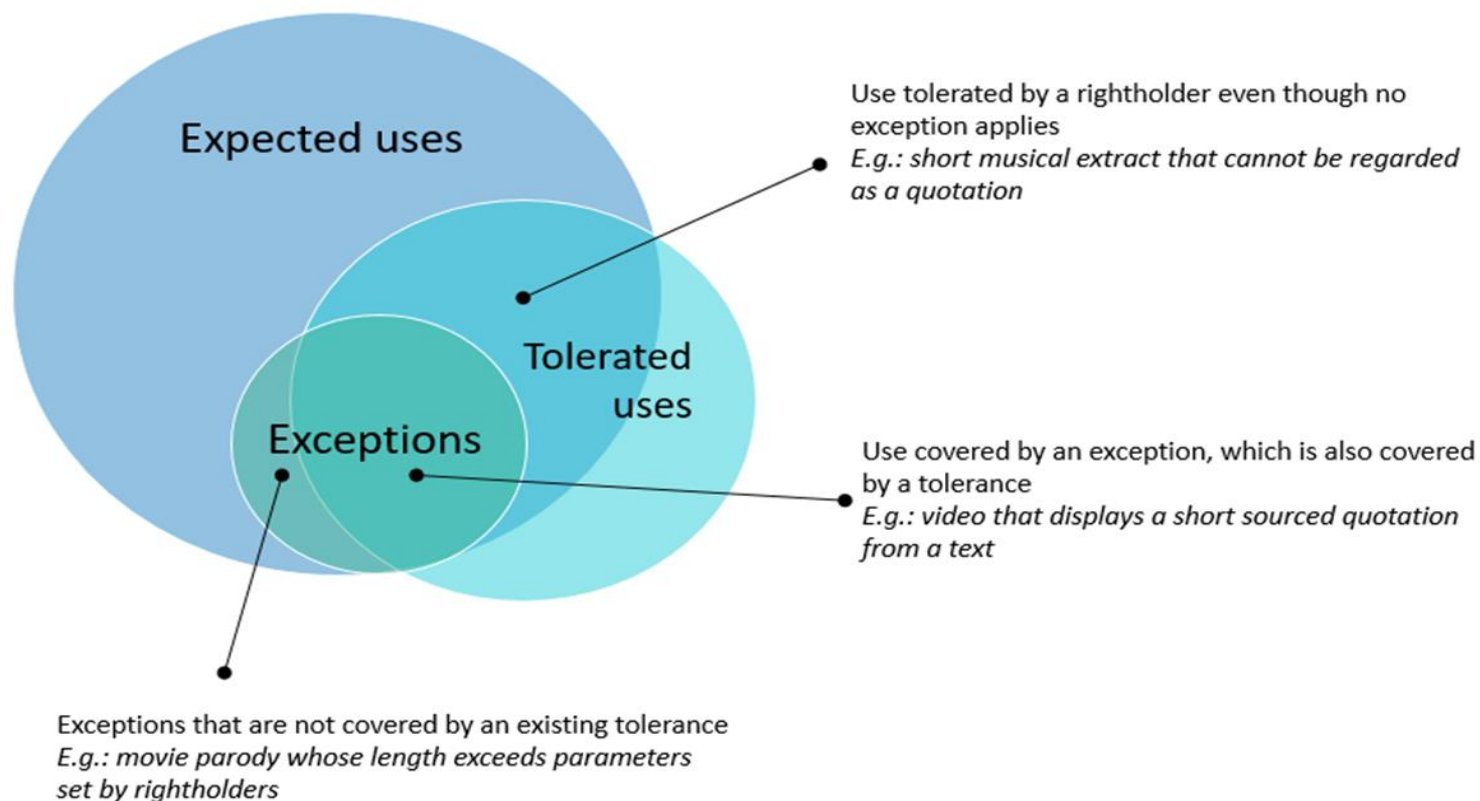 Expected uses
Use tolerated by a rightholder even though no
exception applies
E.g.: short musical extract that cannot be regarded
as a quotation
Tolerated
uses
Exceptions
Use covered by an exception, which is also covered
by a tolerance
E.g.: video that displays a short sourced quotation
from a text
Exceptions that are not covered by an existing tolerance
E.g.: movie parody whose length exceeds parameters
set by rightholders